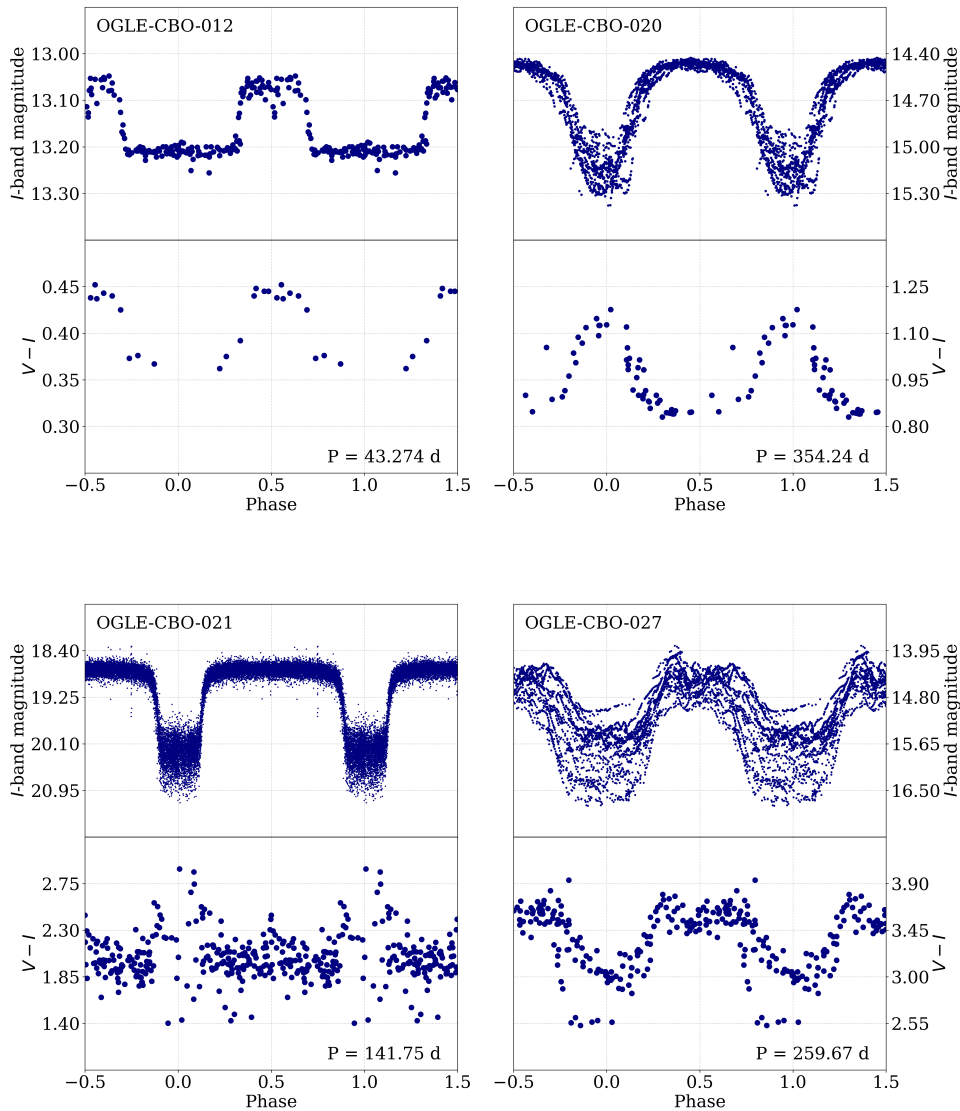 OGLE-CBO-012
13.00
13.10
13.20
13.30
I-band magnitude
0.45
0.40
0.35
0.30
V − I
P = 43.274 d
−0.5 0.0 0.5 1.0 1.5
Phase
OGLE-CBO-020
14.40
14.70
15.00
15.30
I-band magnitude
1.25
1.10
0.95
0.80
V − I
P = 354.24 d
−0.5 0.0 0.5 1.0 1.5
Phase
OGLE-CBO-021
18.40
19.25
20.10
20.95
I-band magnitude
2.75
2.30
1.85
1.40
V − I
P = 141.75 d
−0.5 0.0 0.5 1.0 1.5
Phase
OGLE-CBO-027
13.95
14.80
15.65
16.50
I-band magnitude
3.90
3.45
3.00
2.55
V − I
P = 259.67 d
−0.5 0.0 0.5 1.0 1.5
Phase